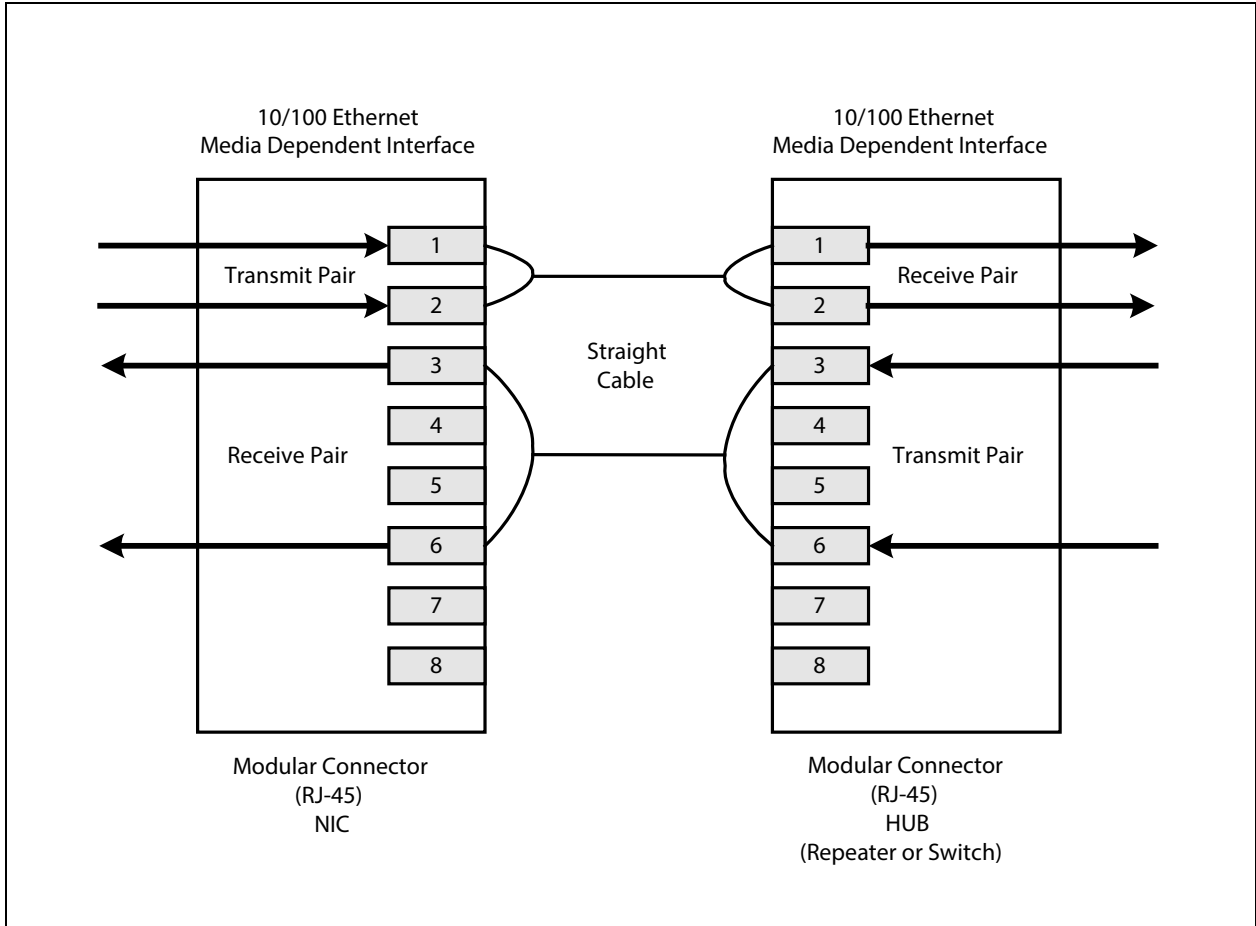 10/100 Ethernet
Media Dependent Interface
10/100 Ethernet
Media Dependent Interface
1
Transmit Pair
2
3
4
Receive Pair
5
6
7
8
Straight
Cable
1
Receive Pair
2
3
4
Transmit Pair
5
6
7
8
Modular Connector
(RJ-45)
NIC
Modular Connector
(RJ-45)
HUB
(Repeater or Switch)